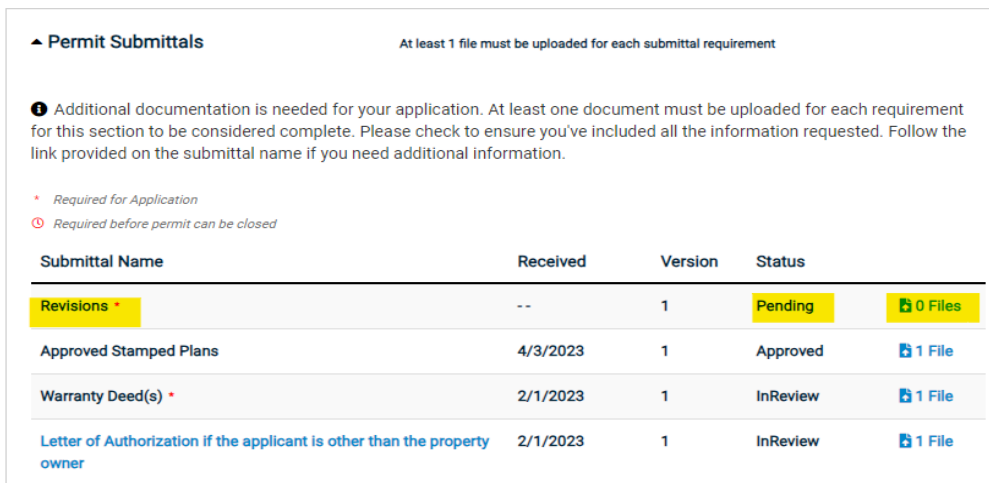 Permit Submittals At least 1 file must be uploaded for each submittal requirement
Additional documentation is needed for your application. At least one document must be uploaded for each requirement
for this section to be considered complete. Please check to ensure you've included all the information requested. Follow the
link provided on the submittal name if you need additional information.
* Required for Application
Required before permit can be closed
Submittal Name Received Version Status
Revisions * -- 1 Pending 0 Files
Approved Stamped Plans 4/3/2023 1 Approved 1 File
Warranty Deed(s) * 2/1/2023 1 InReview 1 File
Letter of Authorization if the applicant is other than the property 2/1/2023 1 InReview 1 File
owner